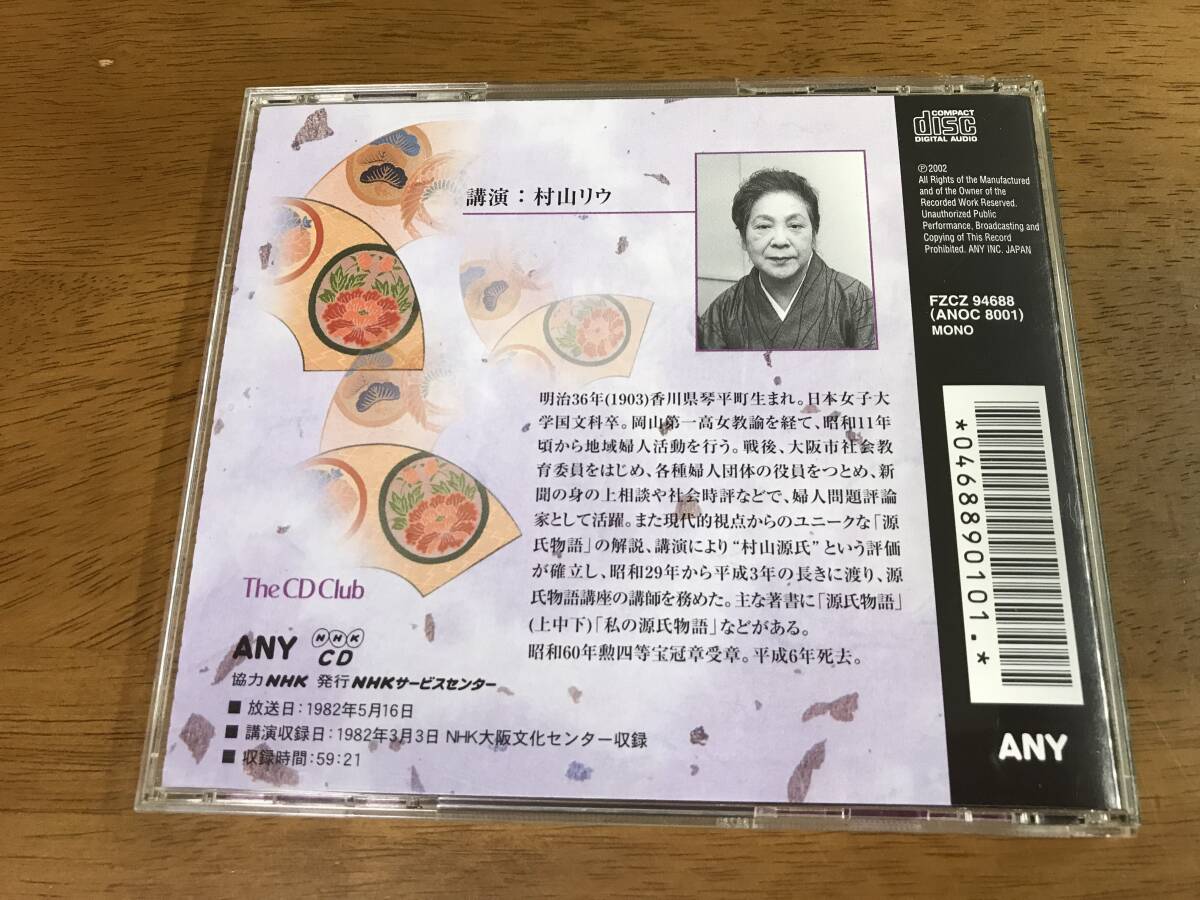 講演：村山リウ
明治36年(1903)香川県琴平町生まれ。日本女子大
学国文科卒。岡山第一高女教諭を経て、昭和11年
頃から地域婦人活動を行う。戦後、大阪市社会教
育委員をはじめ、各種婦人団体の役員をつとめ、新
聞の身の上相談や社会時評などで、婦人問題評論
家として活躍。また現代的視点からのユニークな「源
氏物語」の解説、講演により“村山源氏”という評価
が確立し、昭和29年から平成3年の長きに渡り、源
氏物語講座の講師を務めた。主な著書に「源氏物語」
(上中下)「私の源氏物語」などがある。
昭和60年勲四等宝冠章受章。平成6年死去。
The CD Club
ANY NHK CD
協力 NHK 発行 NHKサービスセンター
■ 放送日：1982年5月16日
■ 講演収録日：1982年3月3日 NHK大阪文化センター収録
■ 収録時間：59:21
COMPACT
disc
DIGITAL AUDIO
℗2002
All Rights of the Manufactured
and of the Owner of the
Recorded Work Reserved.
Unauthorized Public
Performance, Broadcasting and
Copying of This Record
Prohibited. ANY INC. JAPAN
FZCZ 94688
(ANOC 8001)
MONO
*0468890101.*
ANY